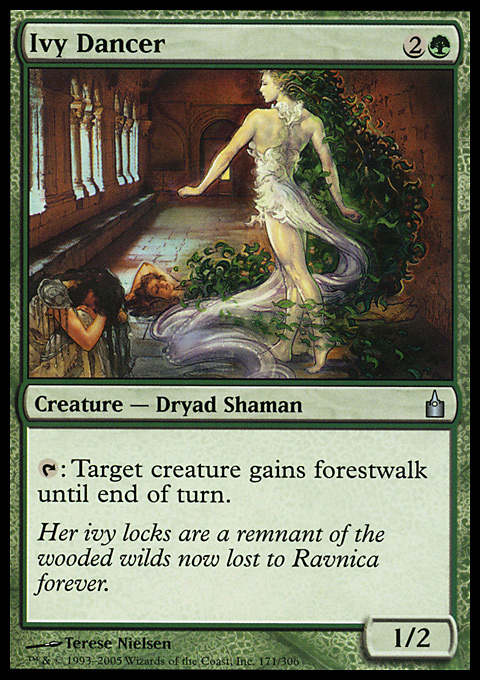 Ivy Dancer 2
Creature — Dryad Shaman
: Target creature gains forestwalk
until end of turn.
Her ivy locks are a remnant of the
wooded wilds now lost to Ravnica
forever.
1/2
Terese Nielsen
™ & © 1993–2005 Wizards of the Coast, Inc. 171/306